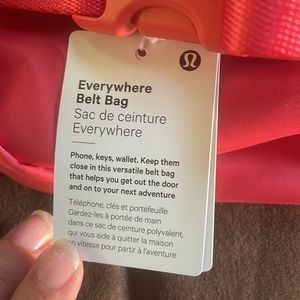 Everywhere
Belt Bag
Sac de ceinture
Everywhere
Phone, keys, wallet. Keep them
close in this versatile belt bag
that helps you get out the door
and on to your next adventure
Téléphone, clés et portefeuille.
Gardez-les à portée de main
dans ce sac de ceinture polyvalent,
qui vous aide à quitter la maison
en vitesse pour partir à l'aventure